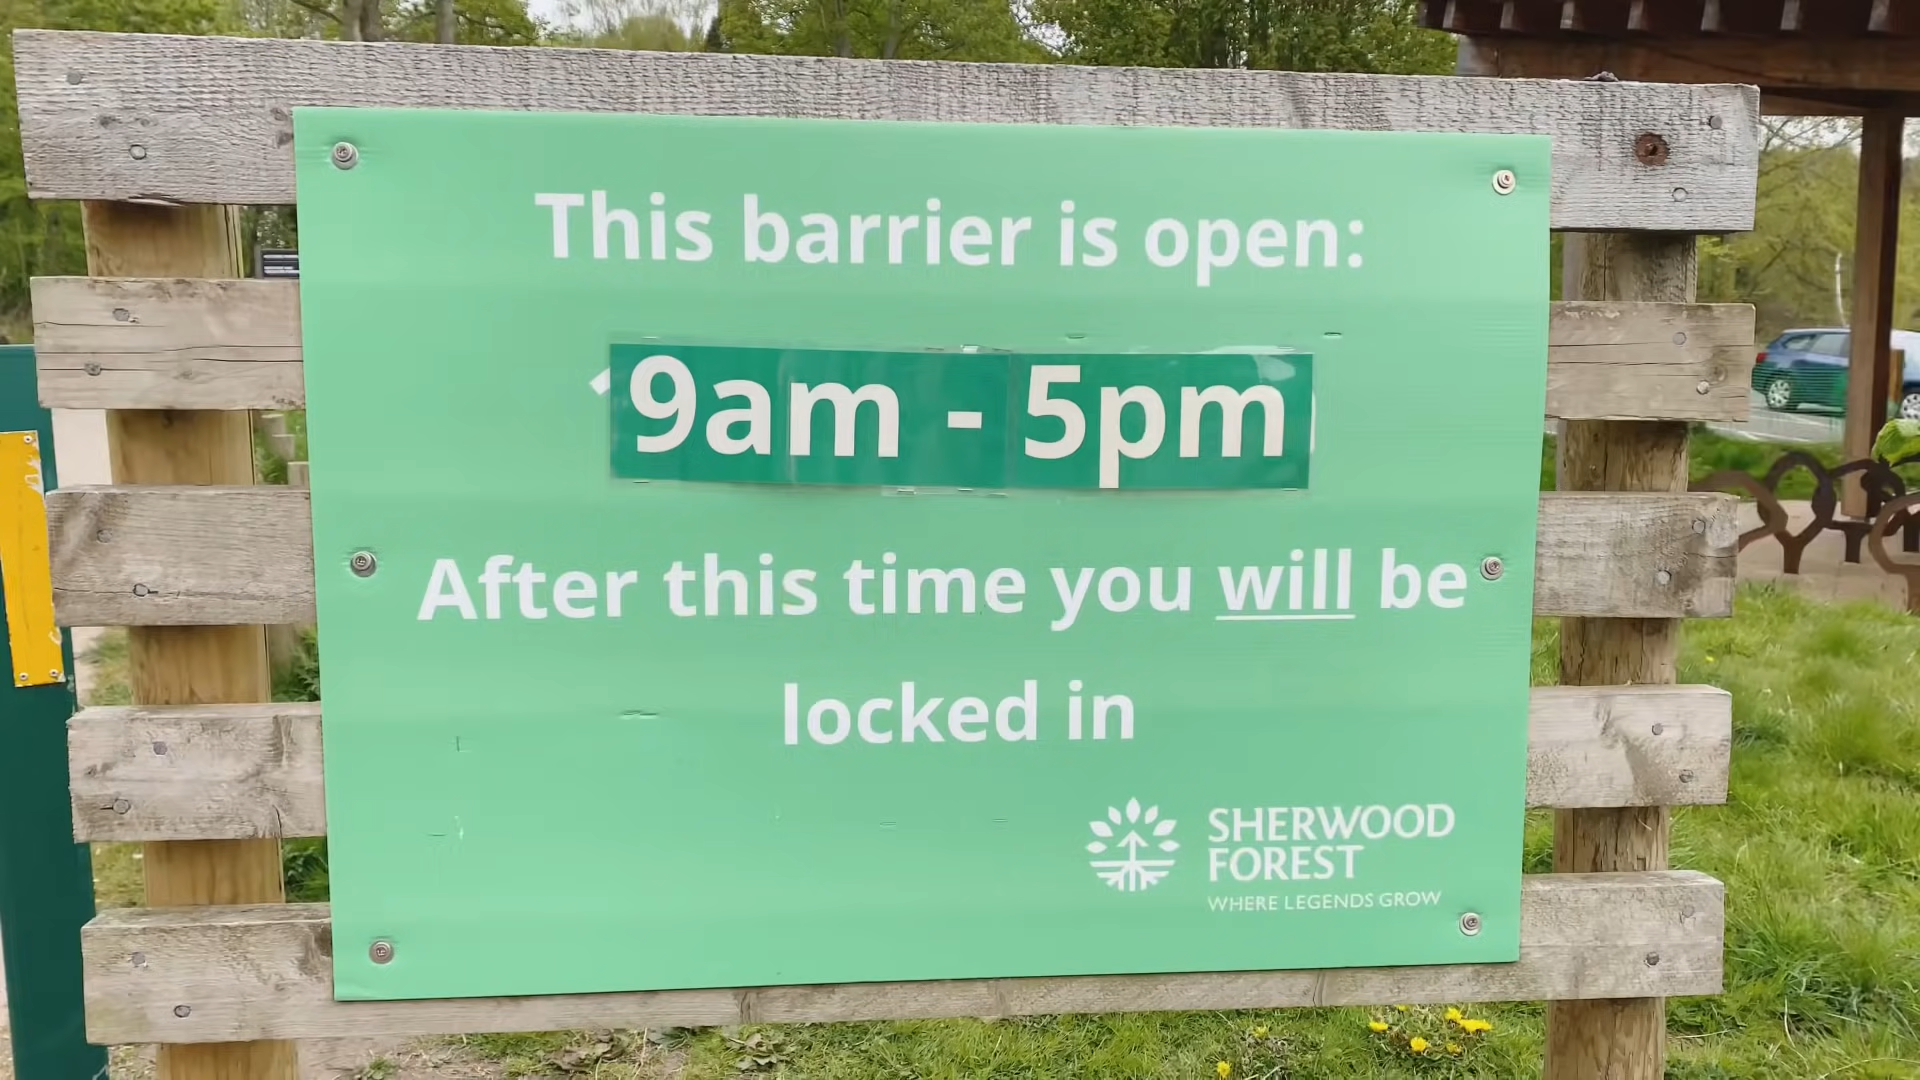 This barrier is open:
9am - 5pm
After this time you will be
locked in
SHERWOOD
FOREST
WHERE LEGENDS GROW